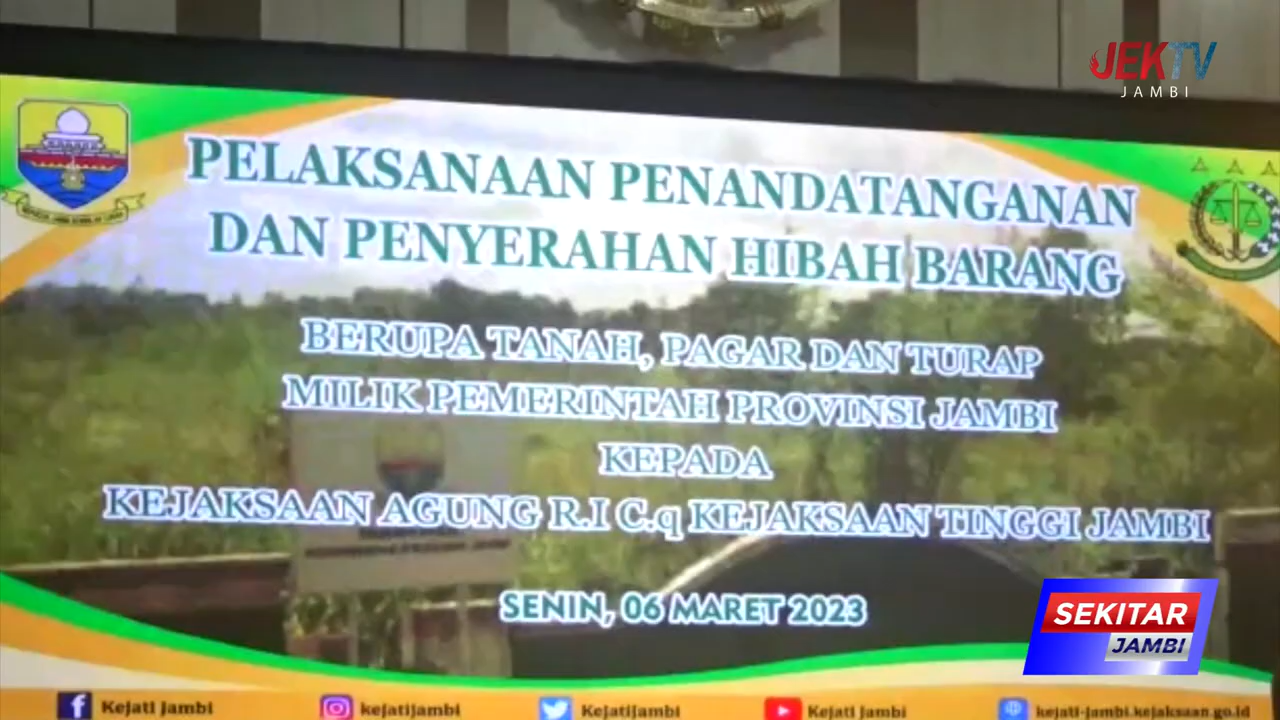 JEKTV
JAMBI
PELAKSANAAN PENANDATANGANAN
DAN PENYERAHAN HIBAH BARANG
BERUPA TANAH, PAGAR DAN TURAP
MILIK PEMERINTAH PROVINSI JAMBI
KEPADA
KEJAKSAAN AGUNG R.I C.q KEJAKSAAN TINGGI JAMBI
SENIN, 06 MARET 2023
SEKITAR
JAMBI
Kejati Jambi kejatijambi KejatiJambi Kejati Jambi kejati-jambi.kejaksaan.go.id